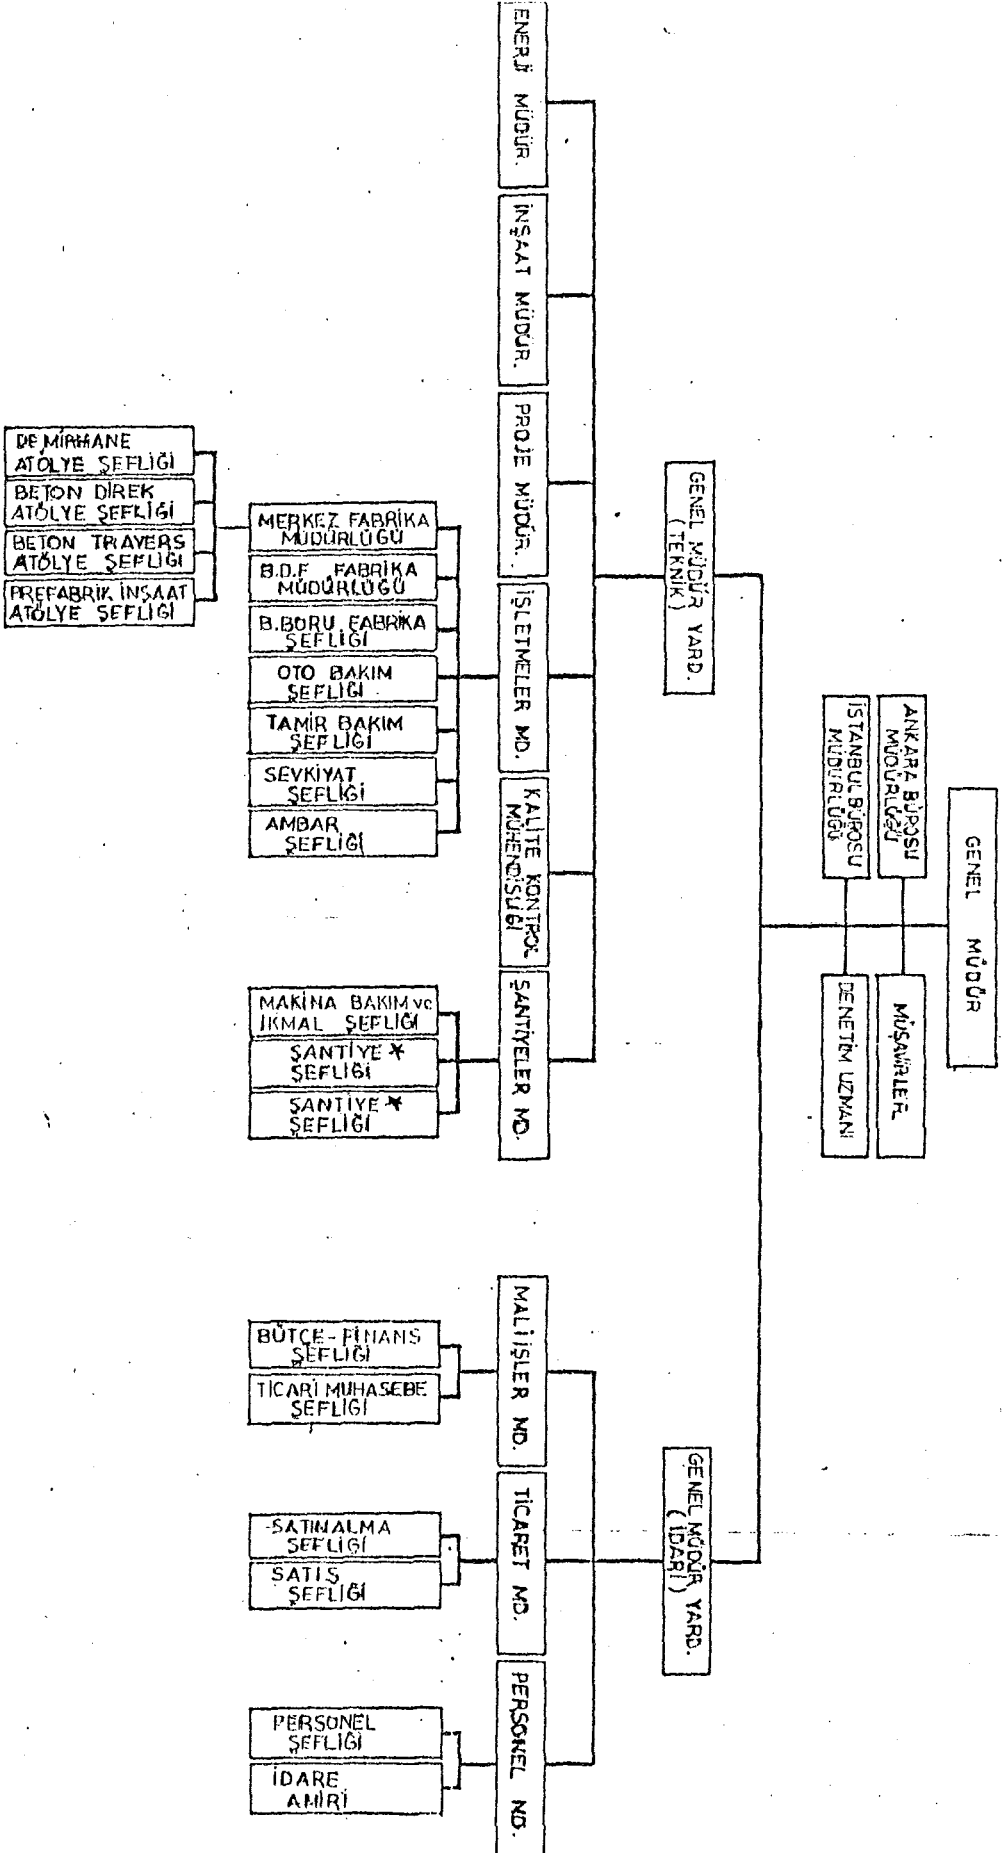 GENEL MÜDÜR
ANKARA BÜROSU
MÜDÜRLÜĞÜ
MÜŞAVİRLER
İSTANBUL BÜROSU
MÜDÜRLÜĞÜ
DENETİM UZMANI
GENEL MÜDÜR YARD.
(TEKNİK)
GENEL MÜDÜR YARD.
(İDARİ)
ENERJİ MÜDÜR.
İNŞAAT MÜDÜR.
PROJE MÜDÜR.
İŞLETMELER MD.
KALİTE KONTROL
MÜHENDİSLİĞİ
ŞANTİYELER MD.
MALİ İŞLER MD.
TİCARET MD.
PERSONEL MD.
MERKEZ FABRİKA
MÜDÜRLÜĞÜ
B.D.F. FABRİKA
MÜDÜRLÜĞÜ
B.BORU FABRİKA
ŞEFLİĞİ
OTO BAKIM
ŞEFLİĞİ
TAMİR BAKIM
ŞEFLİĞİ
SEVKİYAT
ŞEFLİĞİ
AMBAR
ŞEFLİĞİ
MAKİNA BAKIM ve
İKMAL ŞEFLİĞİ
ŞANTİYE *
ŞEFLİĞİ
ŞANTİYE *
ŞEFLİĞİ
BÜTÇE-FİNANS
ŞEFLİĞİ
TİCARİ MUHASEBE
ŞEFLİĞİ
SATINALMA
ŞEFLİĞİ
SATIŞ
ŞEFLİĞİ
PERSONEL
ŞEFLİĞİ
İDARE
AMİRİ
DEMİRHANE
ATÖLYE ŞEFLİĞİ
BETON DİREK
ATÖLYE ŞEFLİĞİ
BETON TRAVERS
ATÖLYE ŞEFLİĞİ
PREFABRİK İNŞAAT
ATÖLYE ŞEFLİĞİ